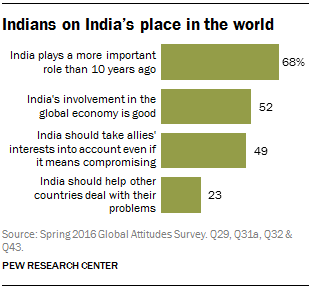 Indians on India's place in the world
India plays a more important
role than 10 years ago
68%
India's involvement in the
global economy is good
52
India should take allies'
interests into account even if
it means compromising
49
India should help other
countries deal with their
problems
23
Source: Spring 2016 Global Attitudes Survey. Q29, Q31a, Q32 &
Q43.
PEW RESEARCH CENTER